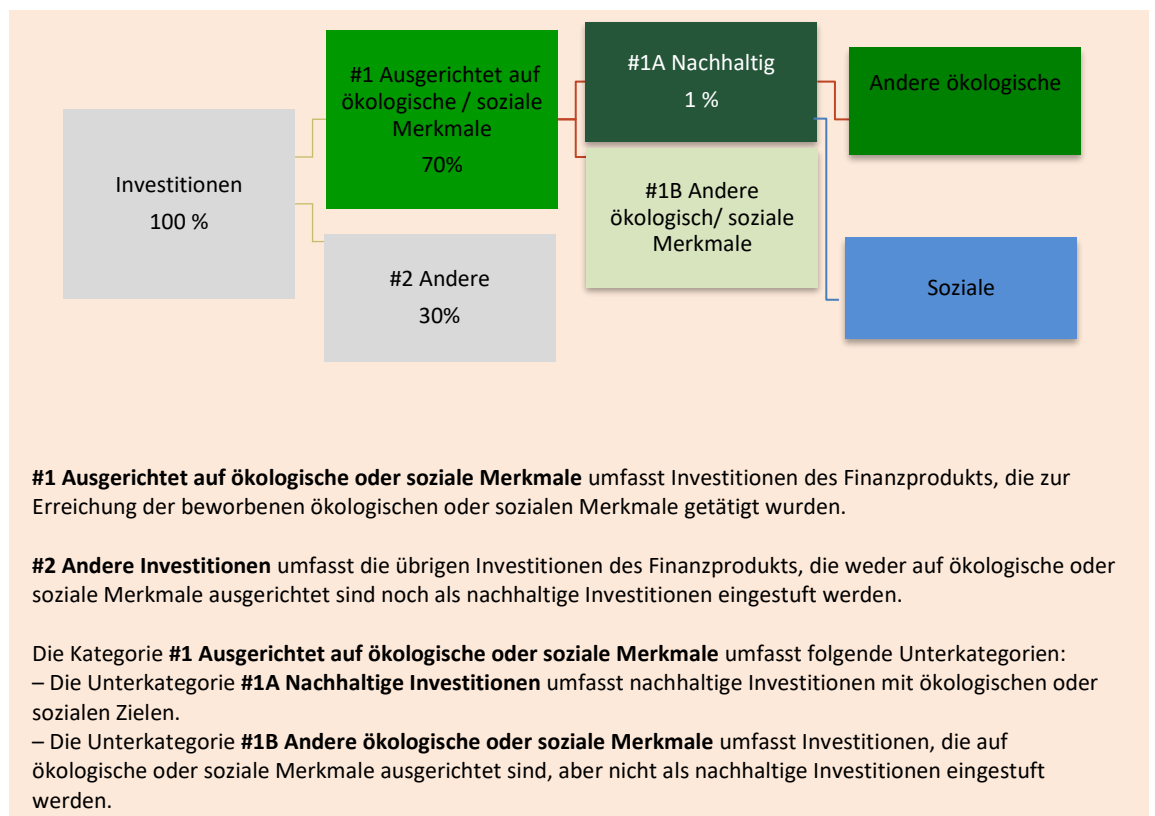 Investitionen
100 %
#1 Ausgerichtet auf
ökologische / soziale
Merkmale
70%
#2 Andere
30%
#1A Nachhaltig
1 %
#1B Andere
ökologisch/ soziale
Merkmale
Andere ökologische
Soziale
#1 Ausgerichtet auf ökologische oder soziale Merkmale umfasst Investitionen des Finanzprodukts, die zur
Erreichung der beworbenen ökologischen oder sozialen Merkmale getätigt wurden.
#2 Andere Investitionen umfasst die übrigen Investitionen des Finanzprodukts, die weder auf ökologische oder
soziale Merkmale ausgerichtet sind noch als nachhaltige Investitionen eingestuft werden.
Die Kategorie #1 Ausgerichtet auf ökologische oder soziale Merkmale umfasst folgende Unterkategorien:
– Die Unterkategorie #1A Nachhaltige Investitionen umfasst nachhaltige Investitionen mit ökologischen oder
sozialen Zielen.
– Die Unterkategorie #1B Andere ökologische oder soziale Merkmale umfasst Investitionen, die auf
ökologische oder soziale Merkmale ausgerichtet sind, aber nicht als nachhaltige Investitionen eingestuft
werden.